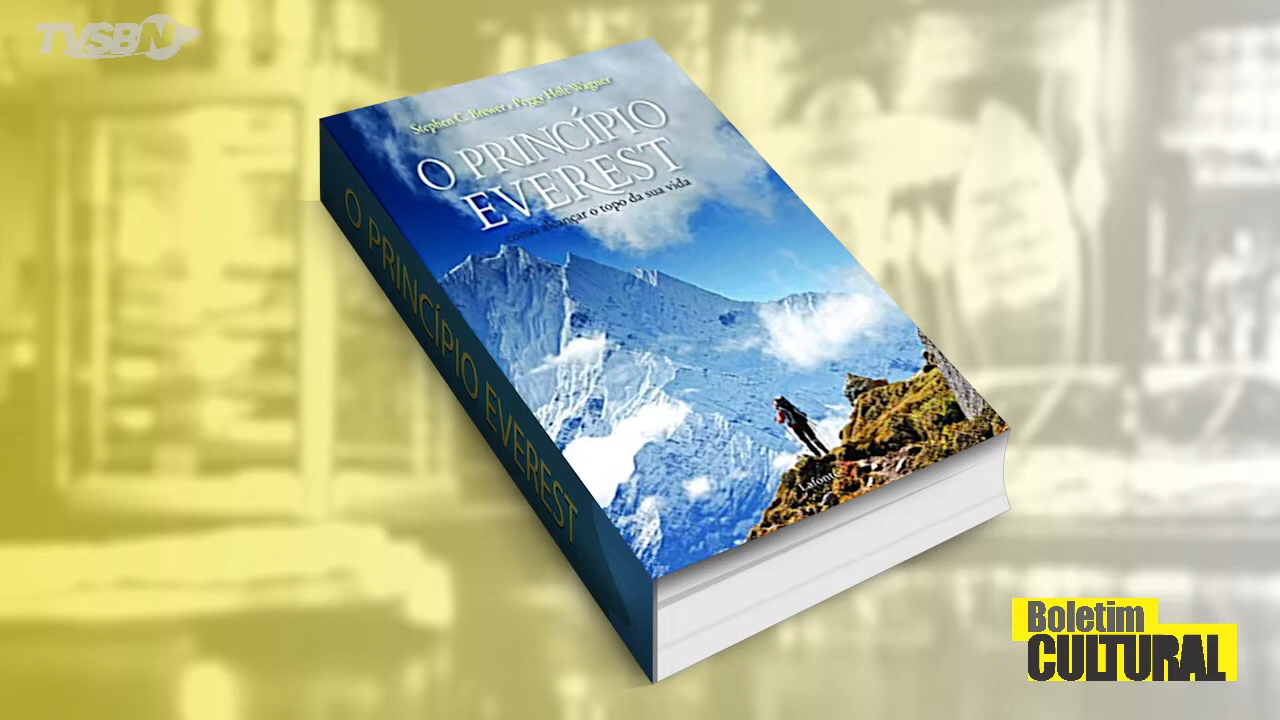 TVSBN
Stephen C. Brewer e Peggy Holt Wagner
O PRINCÍPIO
EVEREST
como alcançar o topo da sua vida
O PRINCÍPIO EVEREST
Lafonte
Boletim
CULTURAL